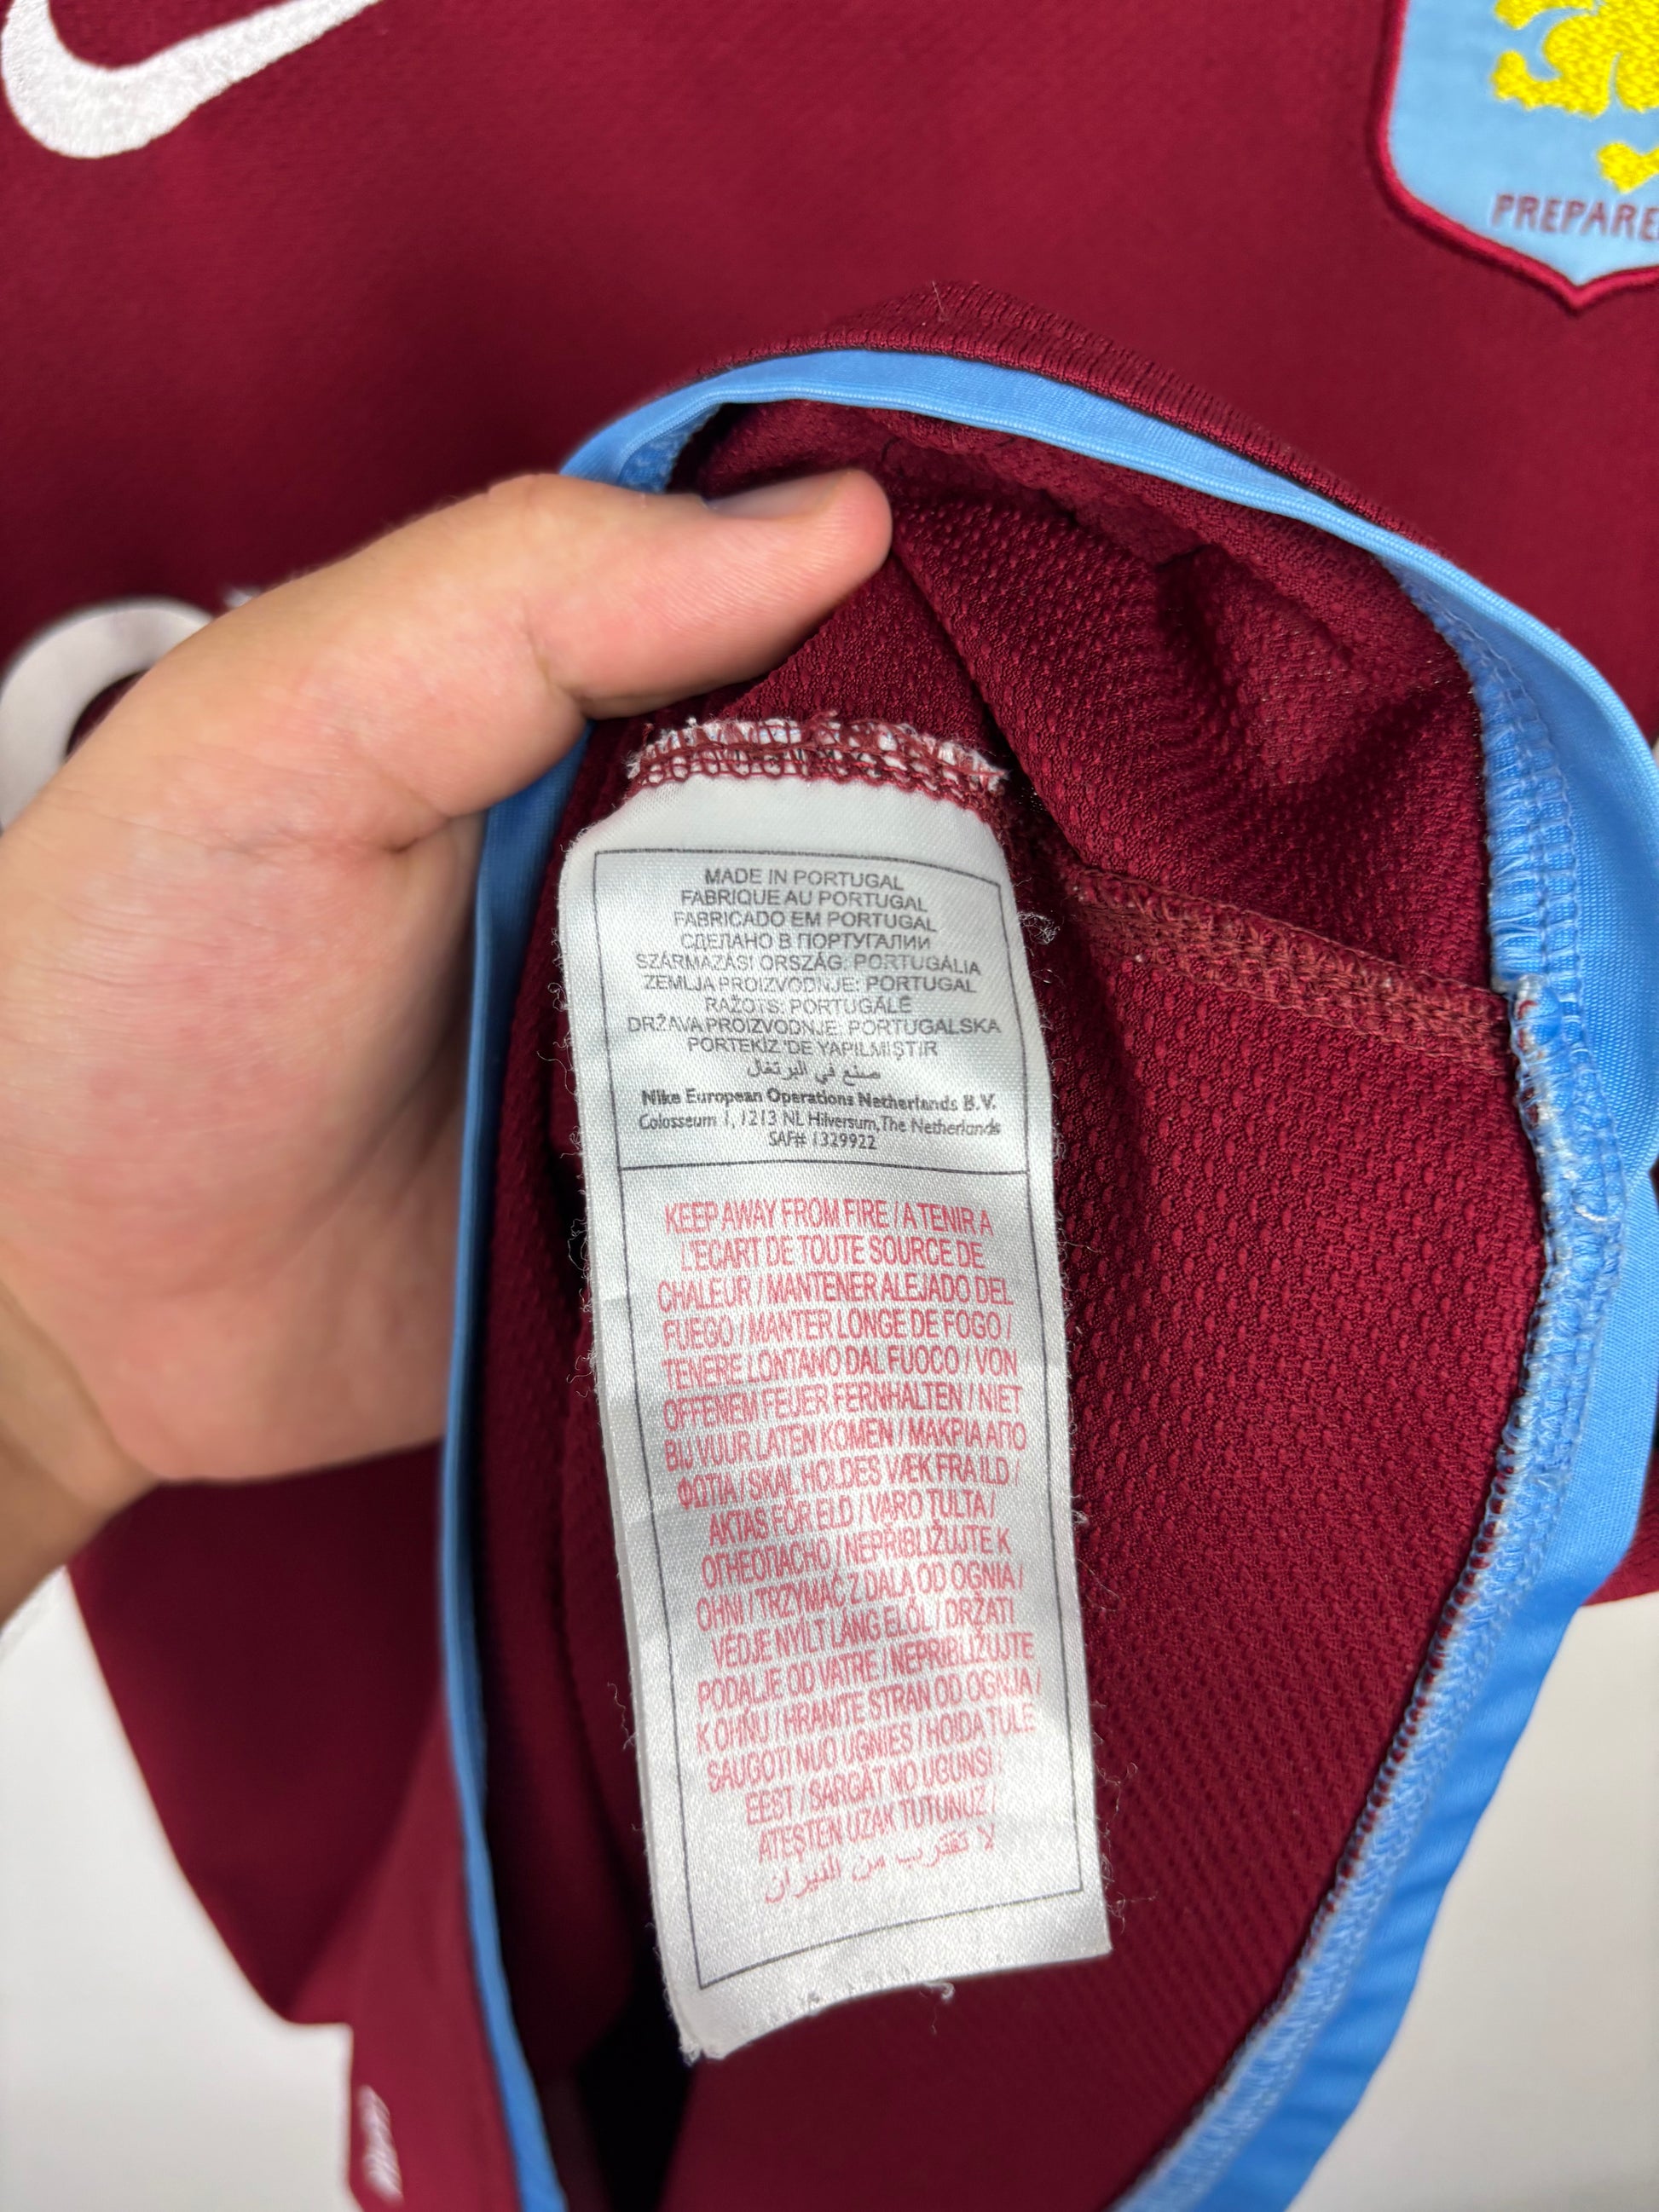 PREPARE
MADE IN PORTUGAL
FABRIQUE AU PORTUGAL
FABRICADO EM PORTUGAL
СДЕЛАНО В ПОРТУГАЛИИ
SZÁRMAZÁSI ORSZÁG: PORTUGÁLIA
ZEMLJA PROIZVODNJE: PORTUGAL
RAŽOTS: PORTUGĀLĒ
DRŽAVA PROIZVODNJE: PORTUGALSKA
PORTEKİZ 'DE YAPILMIŞTIR
صنع في البرتغال
Nike European Operations Netherlands B.V.
Colosseum 1, 1213 NL Hilversum, The Netherlands
SAF# 1329922
KEEP AWAY FROM FIRE / A TENIR A
L'ECART DE TOUTE SOURCE DE
CHALEUR / MANTENER ALEJADO DEL
FUEGO / MANTER LONGE DE FOGO /
TENERE LONTANO DAL FUOCO / VON
OFFENEM FEUER FERNHALTEN / NIET
BIJ VUUR LATEN KOMEN / ΜΑΚΡΙΑ ΑΠΟ
ΦΩΤΙΑ / SKAL HOLDES VÆK FRA ILD /
AKTAS FÖR ELD / VARO TULTA /
ОГНЕОПАСНО / NEPŘIBLIŽUJTE K
OHNI / TRZYMAĆ Z DALA OD OGNIA /
VÉDJE NYÍLT LÁNG ELŐL / DRŽATI
PODALJE OD VATRE / NEPRIBLIŽUJTE
K OHŇU / HRANITE STRAN OD OGNJA /
SAUGOTI NUO UGNIES / HOIDA TULE
EEST / SARGĀT NO UGUNS! /
ATEŞTEN UZAK TUTUNUZ /
لا تقترب من النيران